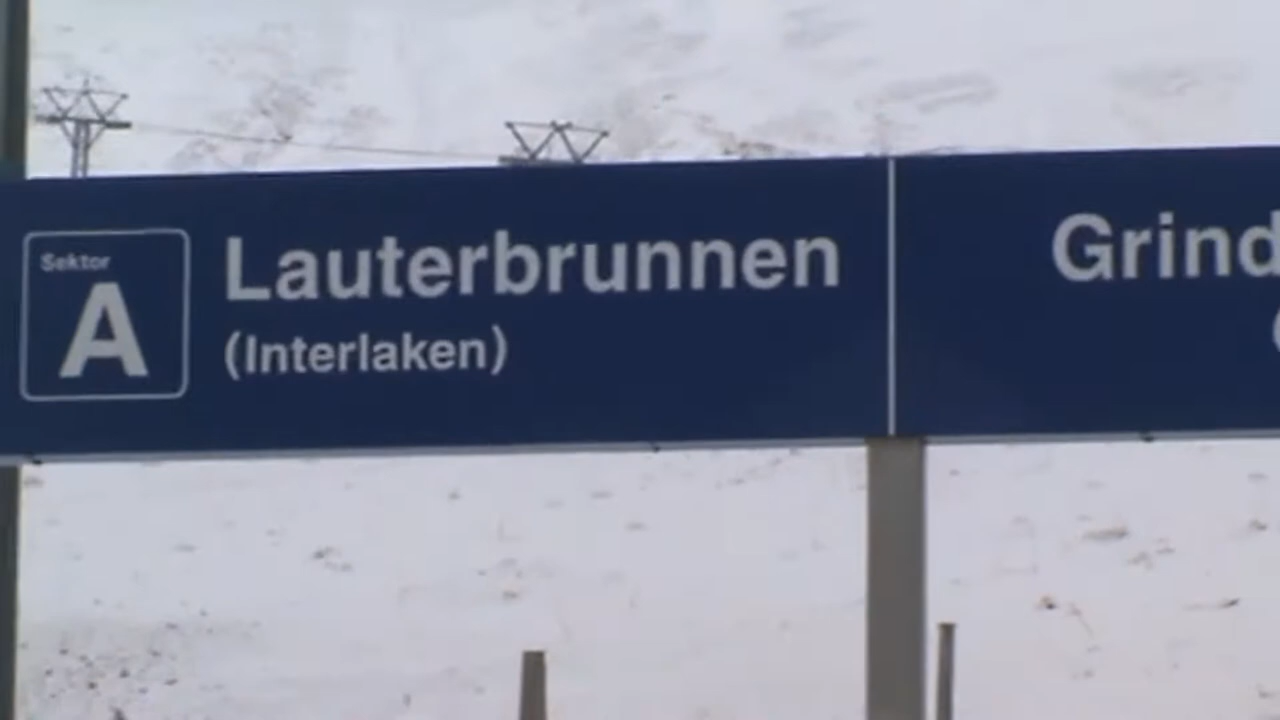 Sektor
A
Lauterbrunnen
(Interlaken)
Grind